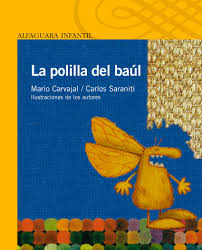 ALFAGUARA INFANTIL
La polilla del baúl
Mario Carvajal / Carlos Saraniti
Ilustraciones de los autores